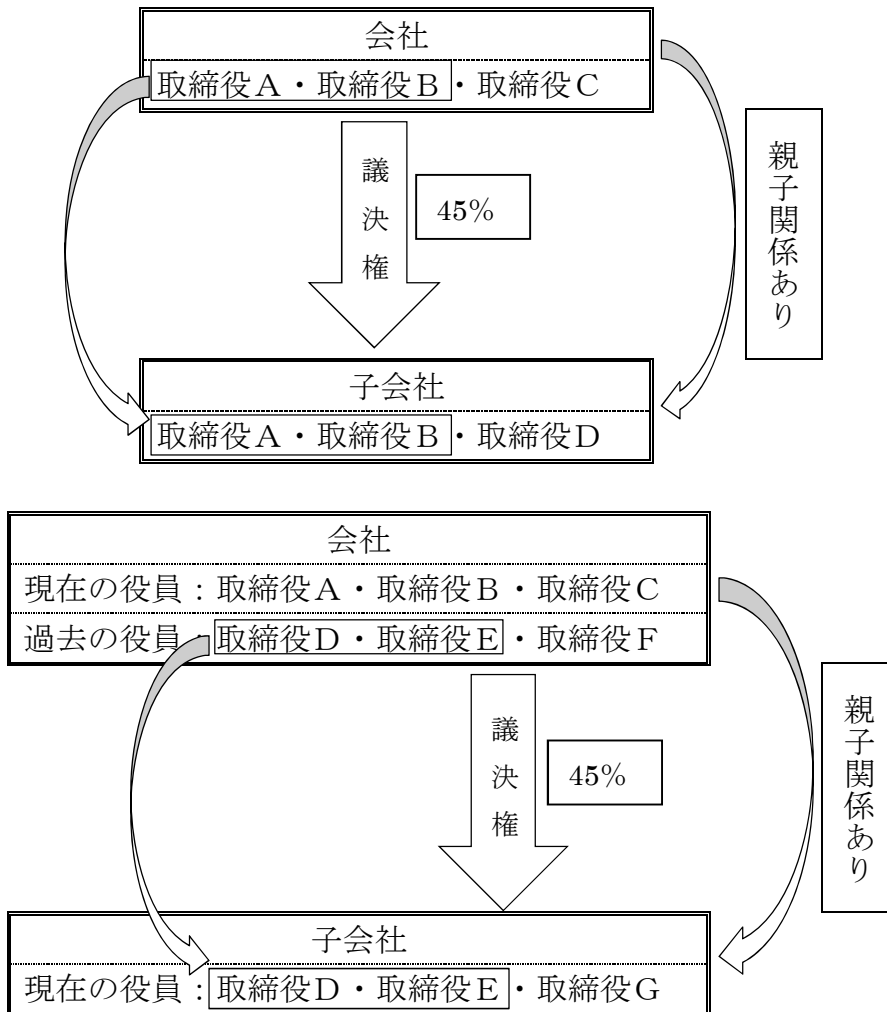 会社
取締役A・取締役B・取締役C
議決権
45%
親子関係あり
子会社
取締役A・取締役B・取締役D
会社
現在の役員：取締役A・取締役B・取締役C
過去の役員：取締役D・取締役E・取締役F
議決権
45%
親子関係あり
子会社
現在の役員：取締役D・取締役E・取締役G